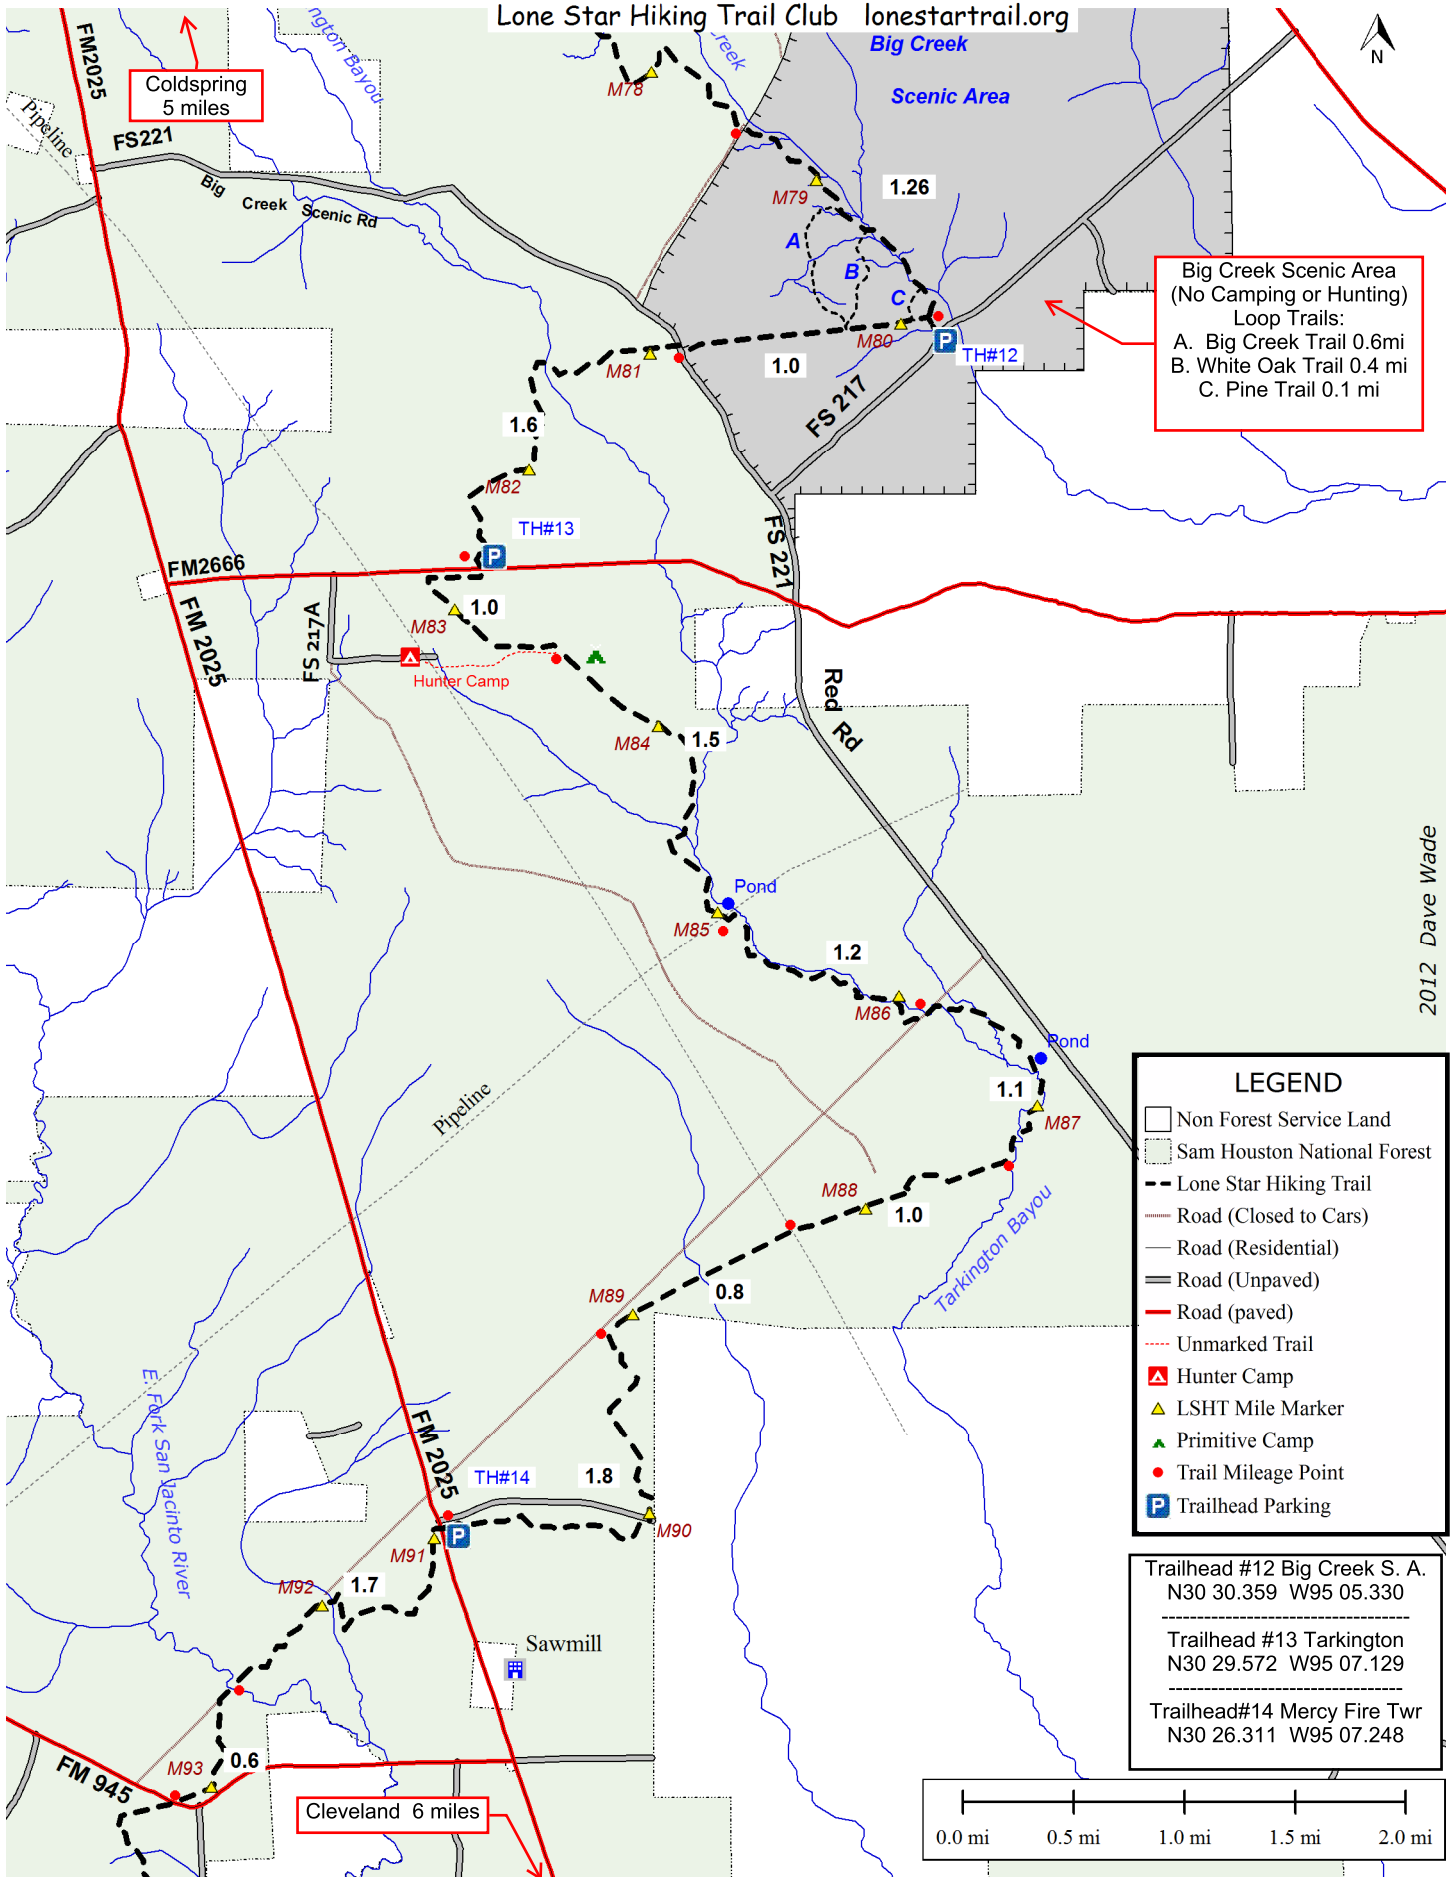 Lone Star Hiking Trail Club   lonestartrail.org
FM2025
Coldspring
5 miles
ngton Bayou
Creek
Big Creek
Scenic Area
N
M78
Pipeline
FS221
Big Creek Scenic Rd
M79
1.26
A
B
C
Big Creek Scenic Area
(No Camping or Hunting)
Loop Trails:
A.  Big Creek Trail 0.6mi
B. White Oak Trail 0.4 mi
C. Pine Trail 0.1 mi
M80
P
TH#12
M81
1.0
FS 217
1.6
M82
TH#13
P
FS 221
FM2666
FM 2025
FS 217A
1.0
M83
Hunter Camp
Red Rd
M84
1.5
Pond
M85
1.2
M86
2012  Dave Wade
Pond
1.1
M87
Pipeline
M88
1.0
Tarkington Bayou
M89
0.8
LEGEND
Non Forest Service Land
Sam Houston National Forest
Lone Star Hiking Trail
Road (Closed to Cars)
Road (Residential)
Road (Unpaved)
Road (paved)
Unmarked Trail
Hunter Camp
LSHT Mile Marker
Primitive Camp
Trail Mileage Point
P Trailhead Parking
E. Fork San Jacinto River
FM 2025
TH#14
1.8
P
M90
M91
M92
1.7
Sawmill
Trailhead #12 Big Creek S. A.
N30 30.359  W95 05.330
-----------------------------------
Trailhead #13 Tarkington
N30 29.572  W95 07.129
---------------------------------
Trailhead#14 Mercy Fire Twr
N30 26.311  W95 07.248
M93
0.6
FM 945
Cleveland  6 miles
0.0 mi 0.5 mi 1.0 mi 1.5 mi 2.0 mi